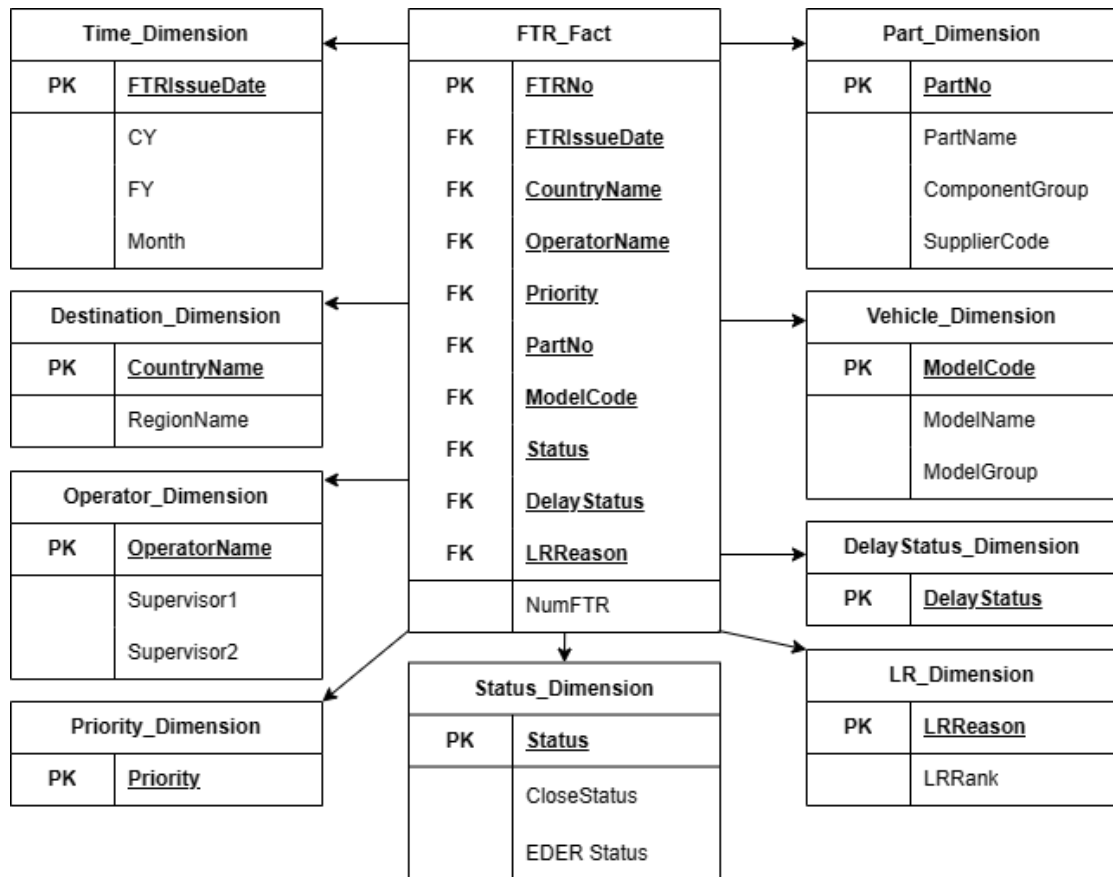 Time_Dimension
PK FTRIssueDate
CY
FY
Month
Destination_Dimension
PK CountryName
RegionName
Operator_Dimension
PK OperatorName
Supervisor1
Supervisor2
Priority_Dimension
PK Priority
FTR_Fact
PK FTRNo
FK FTRIssueDate
FK CountryName
FK OperatorName
FK Priority
FK PartNo
FK ModelCode
FK Status
FK DelayStatus
FK LRReason
NumFTR
Status_Dimension
PK Status
CloseStatus
EDER Status
Part_Dimension
PK PartNo
PartName
ComponentGroup
SupplierCode
Vehicle_Dimension
PK ModelCode
ModelName
ModelGroup
DelayStatus_Dimension
PK DelayStatus
LR_Dimension
PK LRReason
LRRank